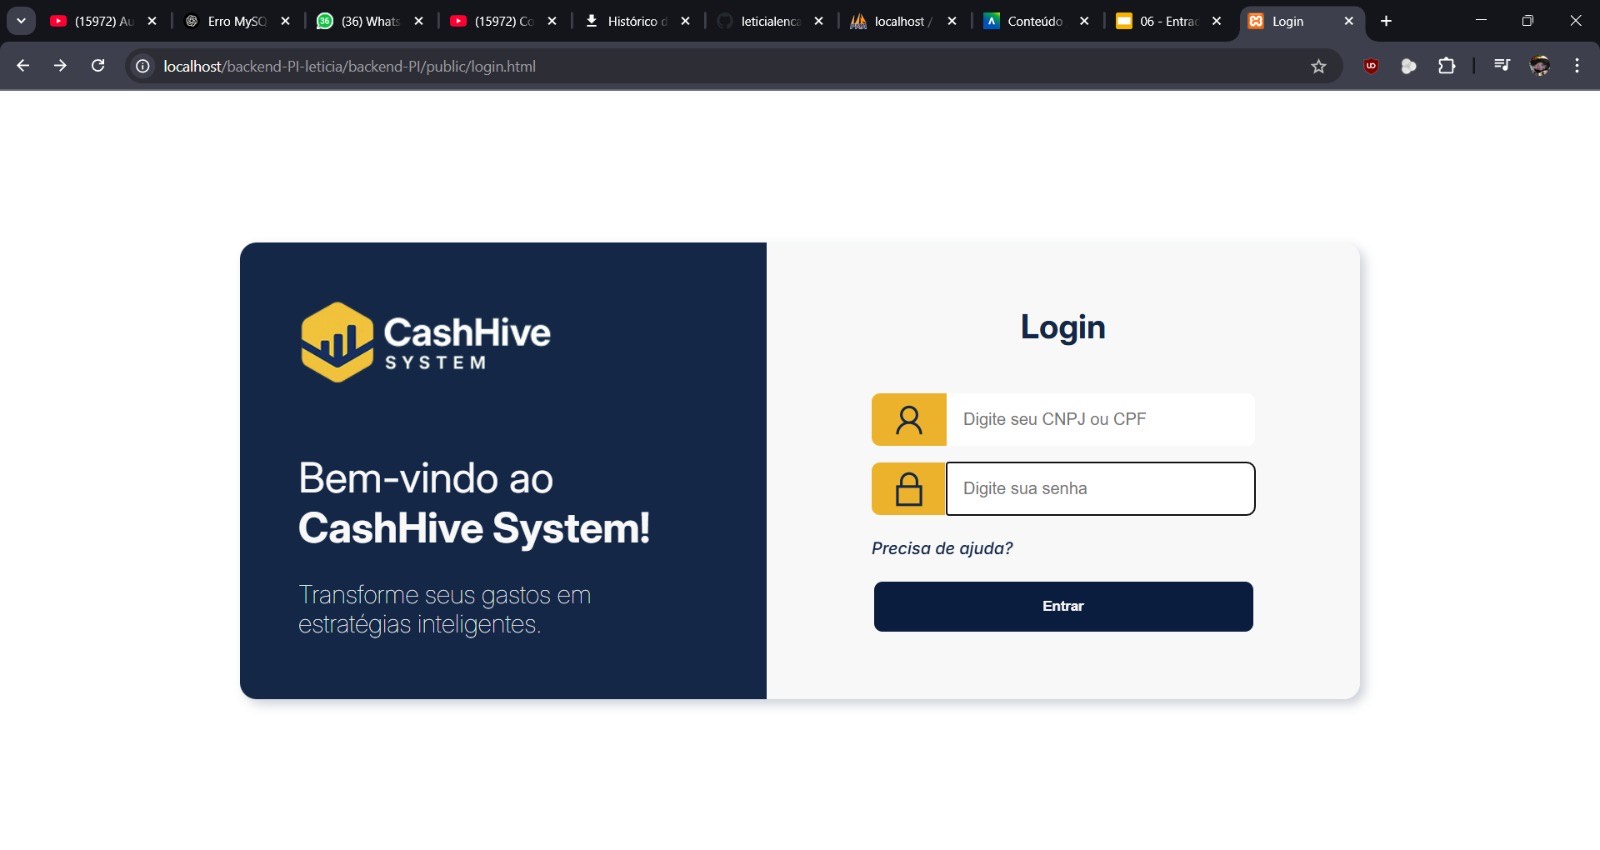 (15972) Au
Erro MySQ
(36) Whats
(15972) Co
Histórico d
leticialenca
localhost /
Conteúdo
06 - Entrac
Login
localhost/backend-PI-leticia/backend-PI/public/login.html
CashHive
SYSTEM
Bem-vindo ao
CashHive System!
Transforme seus gastos em
estratégias inteligentes.
Login
Digite seu CNPJ ou CPF
Digite sua senha
Precisa de ajuda?
Entrar